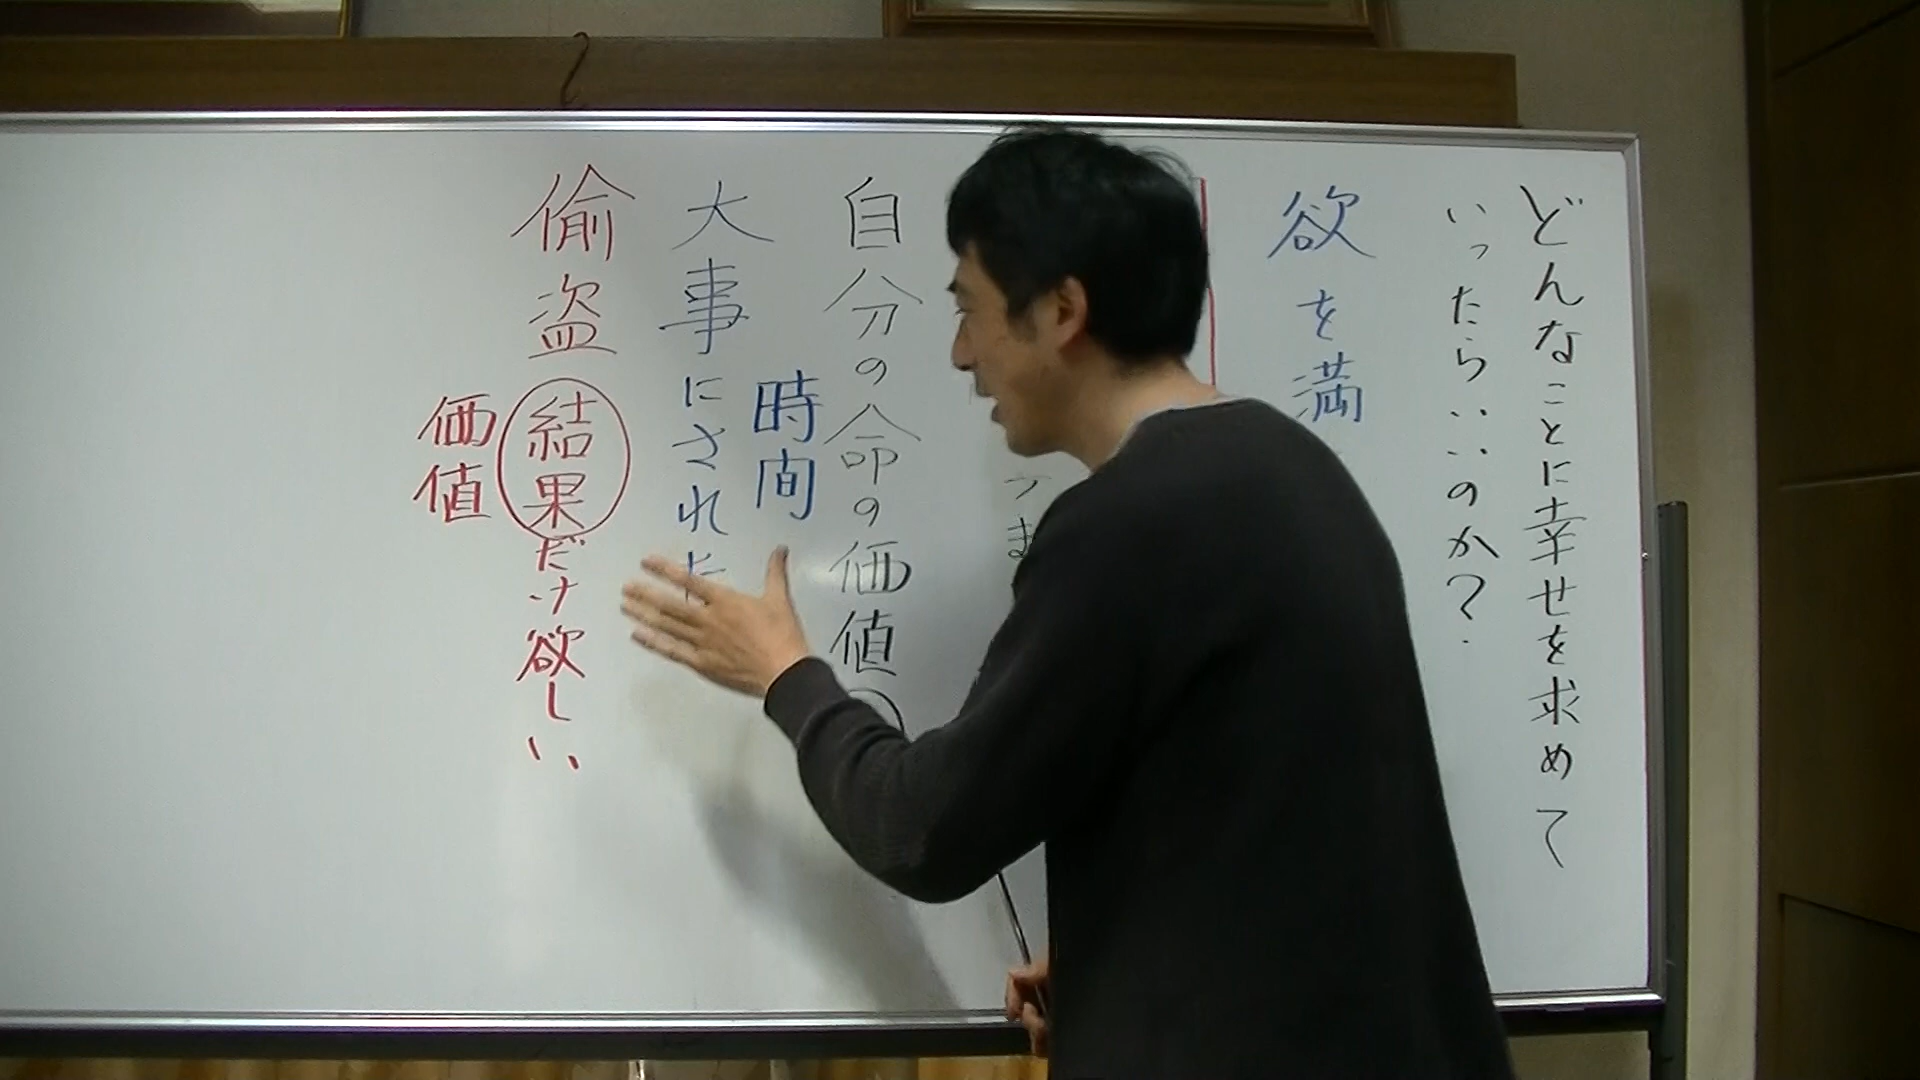 どんなことに幸せを求めて
いったらいいのか?
欲を満
自分の命の価値
時間
大事にされた
偸盗 結果だけ欲しい
価値